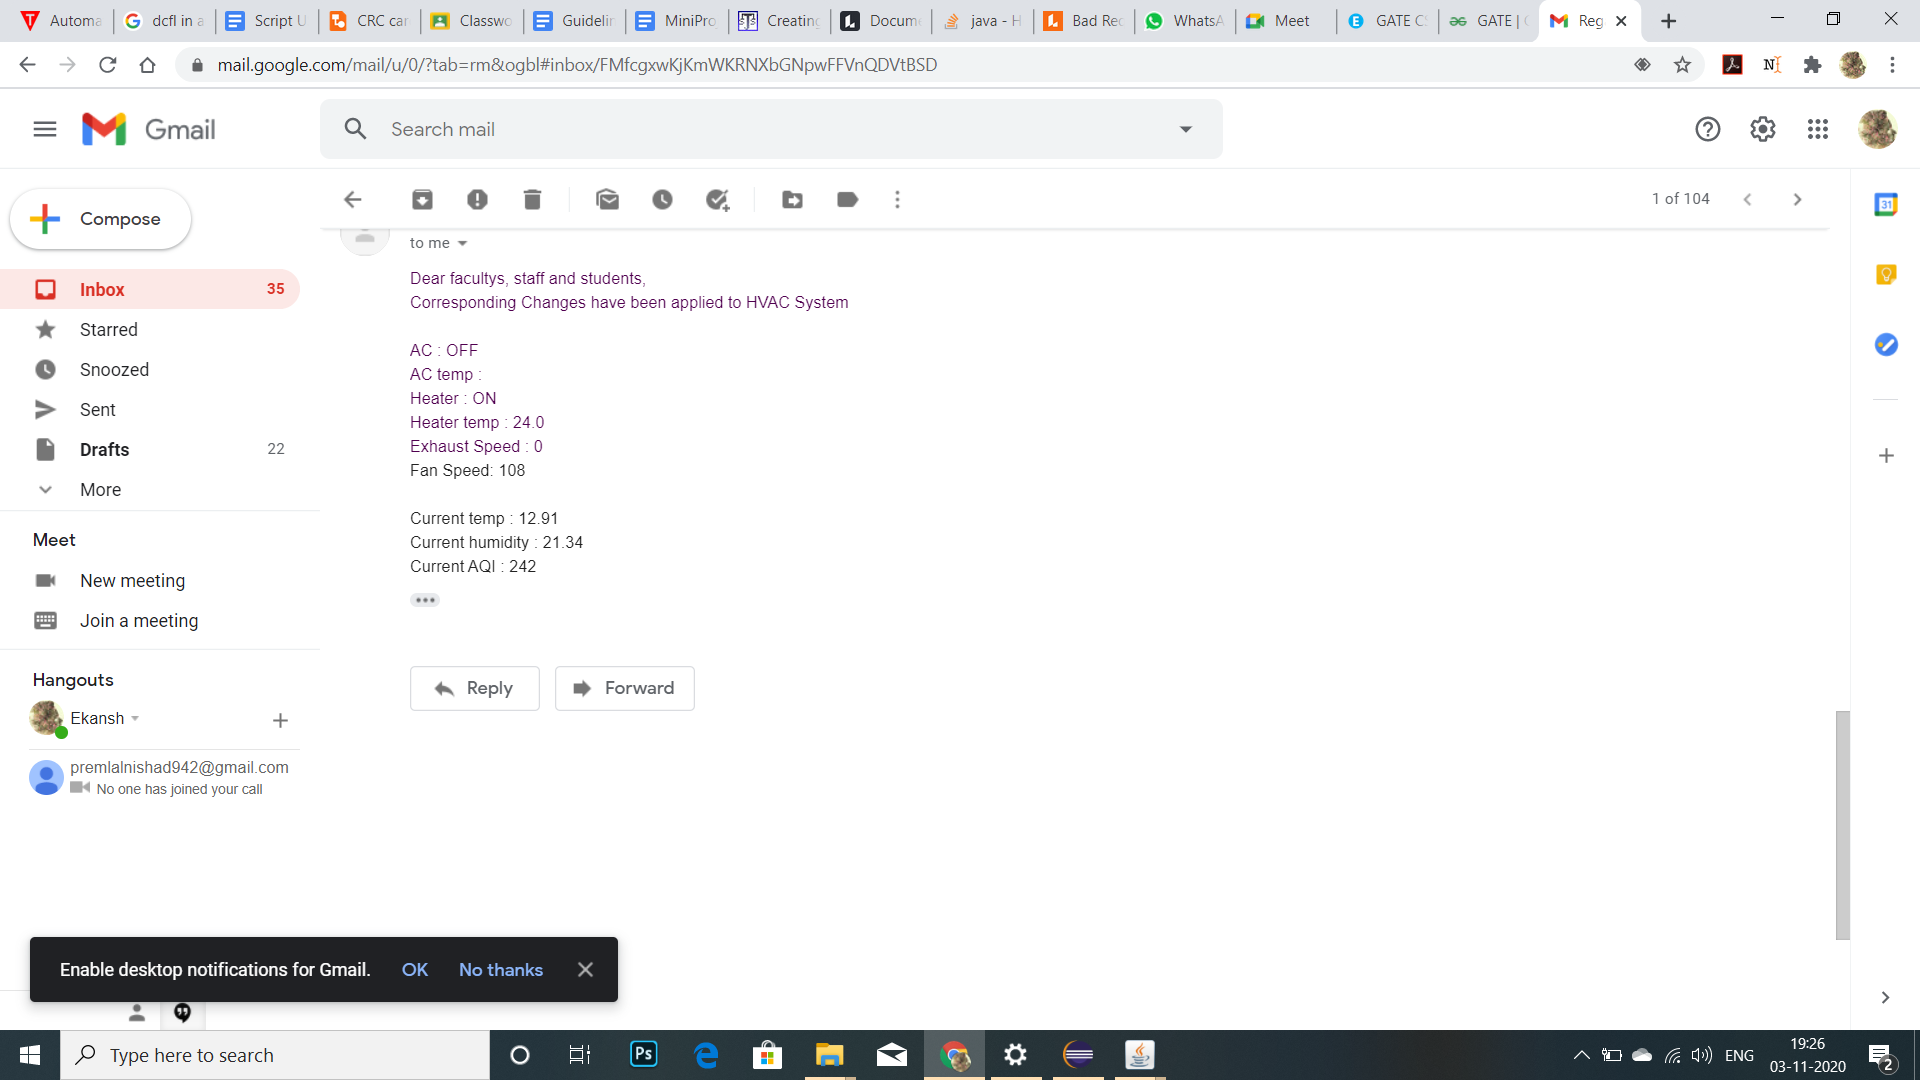 Automa
dcfl in a
Script U
CRC car
Classwo
Guidelin
MiniPro
Creating
Docume
java - H
Bad Rec
WhatsA
Meet
GATE CS
GATE | C
Reg
mail.google.com/mail/u/0/?tab=rm&ogbl#inbox/FMfcgxwKjKmWKRNXbGNpwFFVnQDVtBSD
Gmail
Search mail
Compose
1 of 104
Inbox 35
Starred
Snoozed
Sent
Drafts 22
More
Meet
New meeting
Join a meeting
Hangouts
Ekansh
premlalnishad942@gmail.com
No one has joined your call
to me
Dear facultys, staff and students,
Corresponding Changes have been applied to HVAC System
AC : OFF
AC temp :
Heater : ON
Heater temp : 24.0
Exhaust Speed : 0
Fan Speed: 108
Current temp : 12.91
Current humidity : 21.34
Current AQI : 242
Reply
Forward
31
Enable desktop notifications for Gmail. OK No thanks
Type here to search
Ps
ENG
19:26
03-11-2020
2